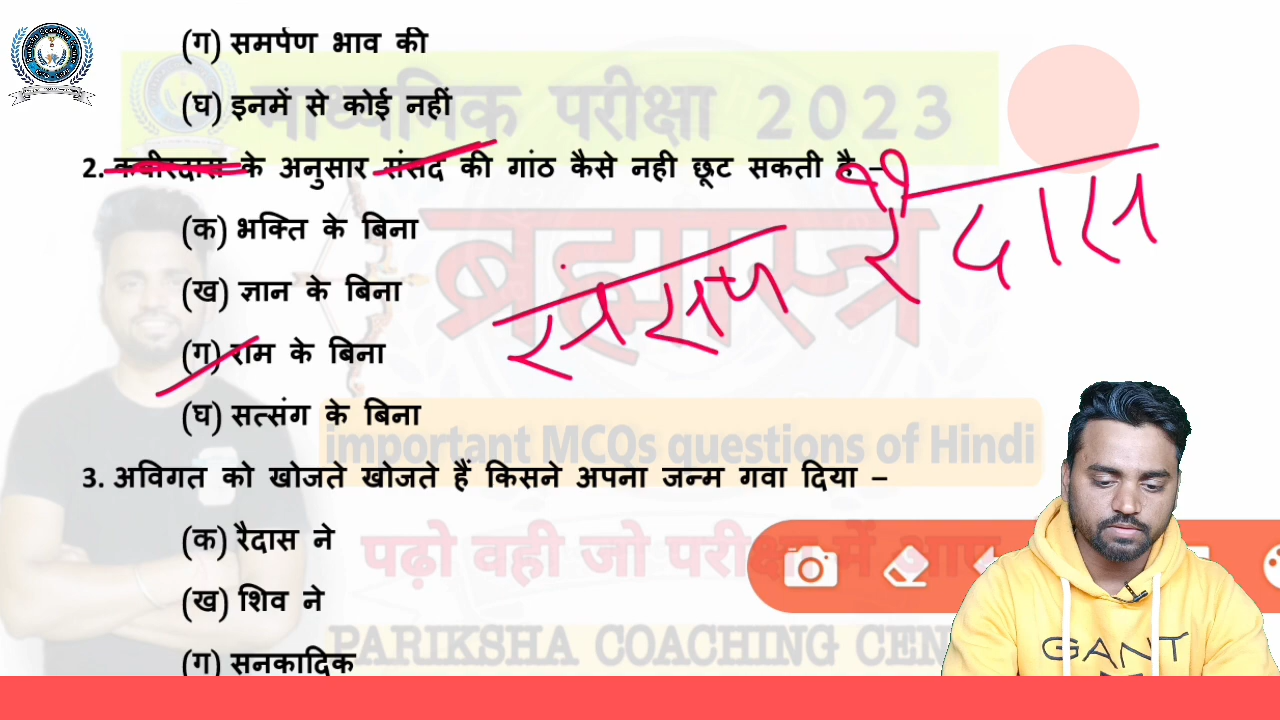 (ग) समर्पण भाव की
(घ) इनमें से कोई नहीं
माध्यमिक परीक्षा 2023
2. कबीरदास के अनुसार संसद की गांठ कैसे नही छूट सकती है –
रैदास
(क) भक्ति के बिना
ब्रह्मास्त्र
संसय
(ख) ज्ञान के बिना
(ग) राम के बिना
(घ) सत्संग के बिना
important MCQs questions of Hindi
3. अविगत को खोजते खोजते हैं किसने अपना जन्म गवा दिया –
(क) रैदास ने
पढ़ो वही जो परीक्षा में आए
(ख) शिव ने
PARIKSHA COACHING CEN
GANT
(ग) सनकादिक